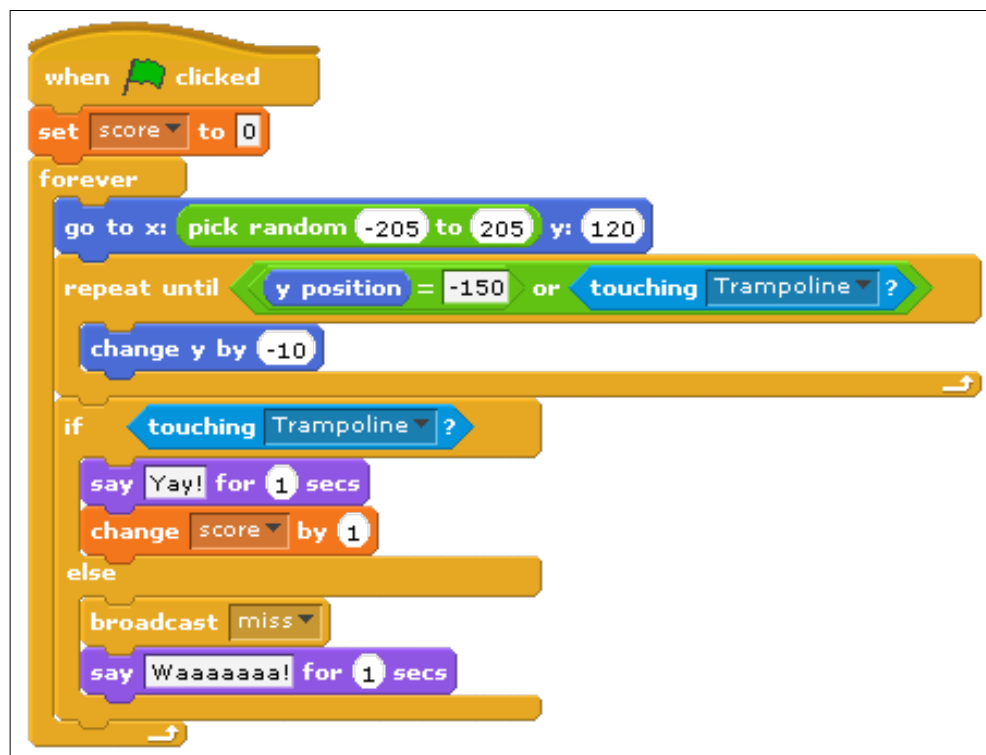 when clicked
set score to 0
forever
go to x: pick random -205 to 205 y: 120
repeat until y position = -150 or touching Trampoline ?
change y by -10
if touching Trampoline ?
say Yay! for 1 secs
change score by 1
else
broadcast miss
say Waaaaaaa! for 1 secs